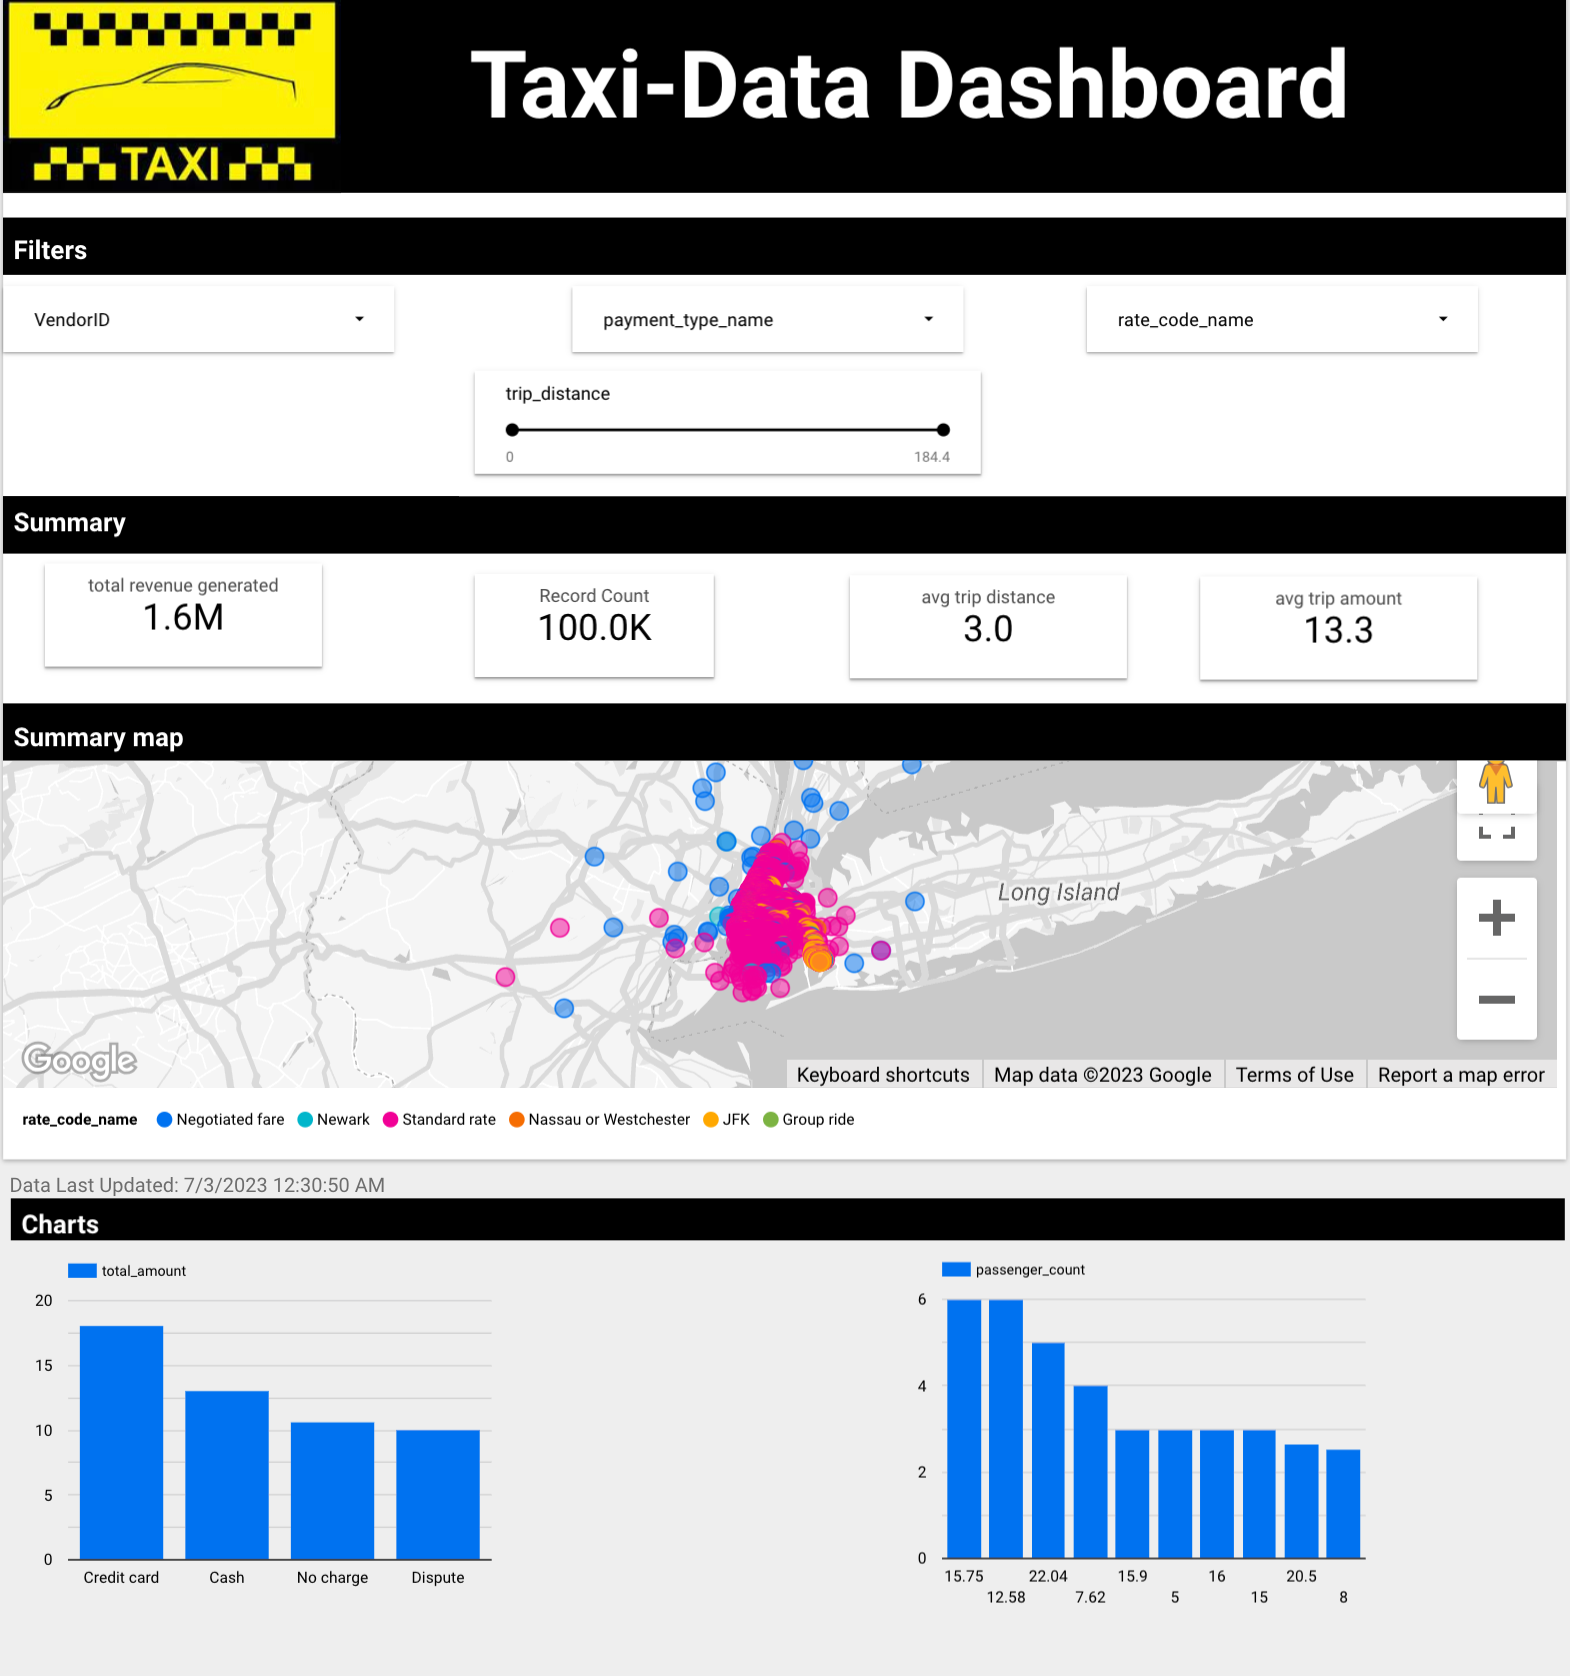 TAXI
Taxi-Data Dashboard
Filters
VendorID
payment_type_name
rate_code_name
trip_distance
0
184.4
Summary
total revenue generated
1.6M
Record Count
100.0K
avg trip distance
3.0
avg trip amount
13.3
Summary map
Long Island
Google
Keyboard shortcuts
Map data ©2023 Google
Terms of Use
Report a map error
rate_code_name Negotiated fare Newark Standard rate Nassau or Westchester JFK Group ride
Data Last Updated: 7/3/2023 12:30:50 AM
Charts
total_amount
20
15
10
5
0
Credit card Cash No charge Dispute
passenger_count
6
4
2
0
15.75 22.04 15.9 16 20.5
12.58 7.62 5 15 8